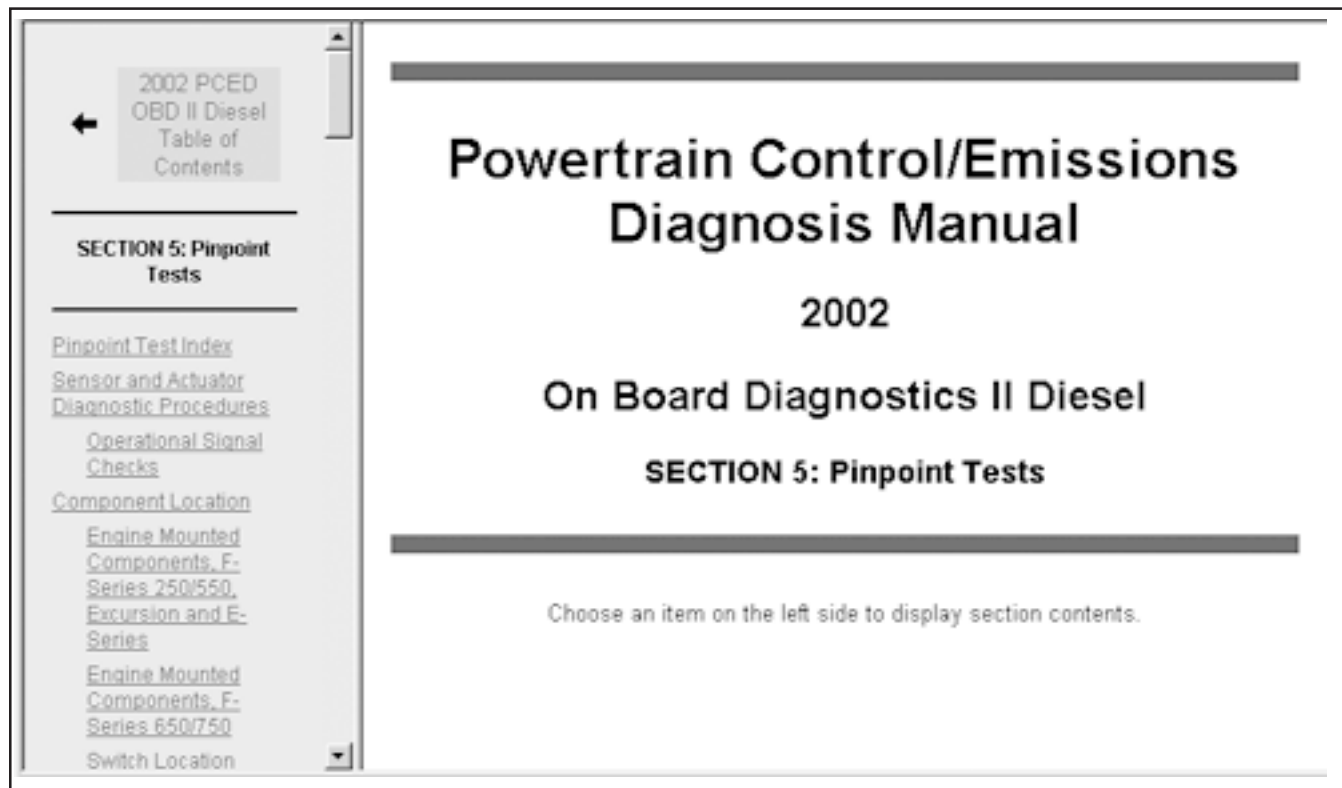 2002 PCED
OBD II Diesel
Table of
Contents
SECTION 5: Pinpoint
Tests
Pinpoint Test Index
Sensor and Actuator
Diagnostic Procedures
Operational Signal
Checks
Component Location
Engine Mounted
Components, F-
Series 250/550,
Excursion and E-
Series
Engine Mounted
Components, F-
Series 650/750
Switch Location
Powertrain Control/Emissions
Diagnosis Manual
2002
On Board Diagnostics II Diesel
SECTION 5: Pinpoint Tests
Choose an item on the left side to display section contents.